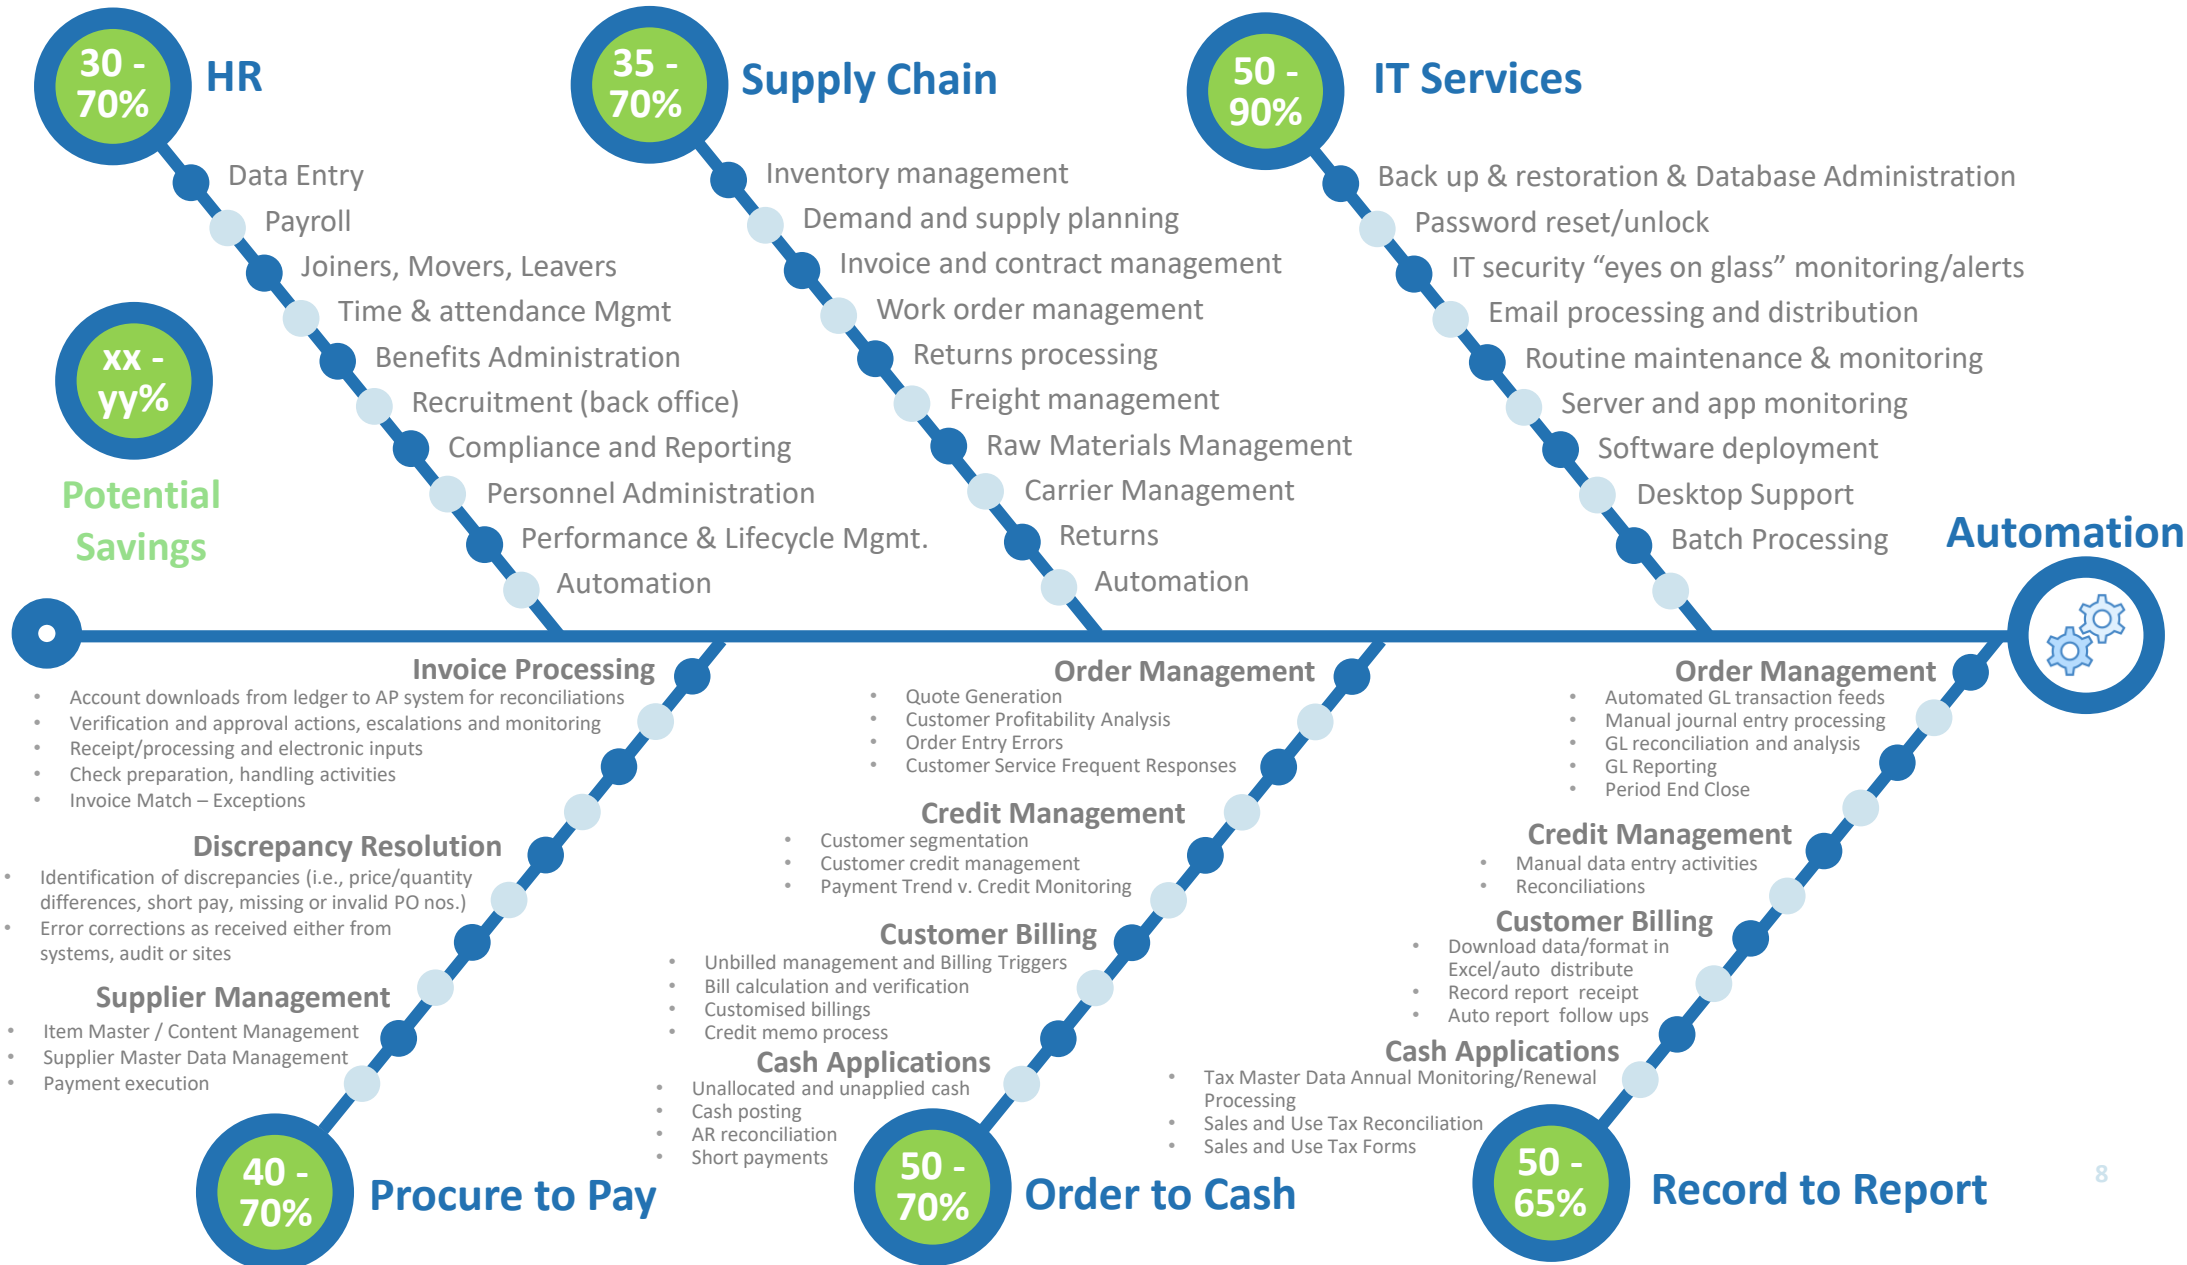 30 -
70%
HR
Data Entry
Payroll
Joiners, Movers, Leavers
Time & attendance Mgmt
Benefits Administration
Recruitment (back office)
Compliance and Reporting
Personnel Administration
Performance & Lifecycle Mgmt.
Automation
xx -
yy%
Potential
Savings
35 -
70%
Supply Chain
Inventory management
Demand and supply planning
Invoice and contract management
Work order management
Returns processing
Freight management
Raw Materials Management
Carrier Management
Returns
Automation
50 -
90%
IT Services
Back up & restoration & Database Administration
Password reset/unlock
IT security “eyes on glass” monitoring/alerts
Email processing and distribution
Routine maintenance & monitoring
Server and app monitoring
Software deployment
Desktop Support
Batch Processing
Automation
Invoice Processing
• Account downloads from ledger to AP system for reconciliations
• Verification and approval actions, escalations and monitoring
• Receipt/processing and electronic inputs
• Check preparation, handling activities
• Invoice Match – Exceptions
Discrepancy Resolution
• Identification of discrepancies (i.e., price/quantity
differences, short pay, missing or invalid PO nos.)
• Error corrections as received either from
systems, audit or sites
Supplier Management
• Item Master / Content Management
• Supplier Master Data Management
• Payment execution
40 -
70%
Procure to Pay
Order Management
• Quote Generation
• Customer Profitability Analysis
• Order Entry Errors
• Customer Service Frequent Responses
Credit Management
• Customer segmentation
• Customer credit management
• Payment Trend v. Credit Monitoring
Customer Billing
• Unbilled management and Billing Triggers
• Bill calculation and verification
• Customised billings
• Credit memo process
Cash Applications
• Unallocated and unapplied cash
• Cash posting
• AR reconciliation
• Short payments
50 -
70%
Order to Cash
Order Management
• Automated GL transaction feeds
• Manual journal entry processing
• GL reconciliation and analysis
• GL Reporting
• Period End Close
Credit Management
• Manual data entry activities
• Reconciliations
Customer Billing
• Download data/format in
Excel/auto distribute
• Record report receipt
• Auto report follow ups
Cash Applications
• Tax Master Data Annual Monitoring/Renewal
Processing
• Sales and Use Tax Reconciliation
• Sales and Use Tax Forms
50 -
65%
Record to Report
8